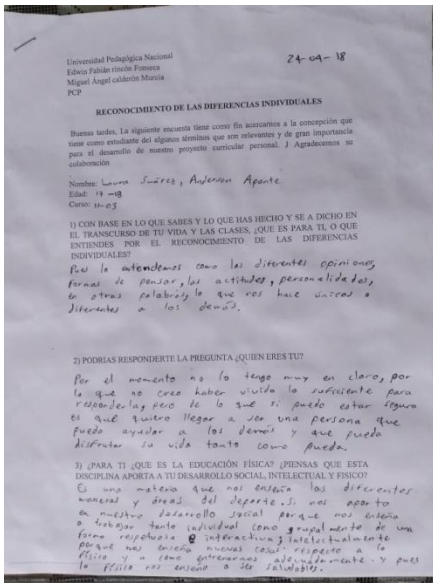 Universidad Pedagógica Nacional
24-04-18
Edwin Fabián rincón Fonseca
Miguel Ángel calderón Murcia
PCP
RECONOCIMIENTO DE LAS DIFERENCIAS INDIVIDUALES
Buenas tardes, La siguiente encuesta tiene como fin acercarnos a la concepción que
tiene como estudiante del algunos términos que son relevantes y de gran importancia
para el desarrollo de nuestro proyecto curricular personal. J Agradecemos su
colaboración
Nombre: Laura Suárez, Anderson Aponte
Edad: 17-18
Curso: 11-03
1) CON BASE EN LO QUE SABES Y LO QUE HAS HECHO Y SE A DICHO EN
EL TRANSCURSO DE TU VIDA Y LAS CLASES, ¿QUE ES PARA TI, O QUE
ENTIENDES POR EL RECONOCIMIENTO DE LAS DIFERENCIAS
INDIVIDUALES?
Pues lo entendemos como las diferentes opiniones,
formas de pensar, las actitudes, personalidades,
en otras palabras, lo que nos hace únicos o
diferentes a los demás.
2) PODRIAS RESPONDERTE LA PREGUNTA ¿QUIEN ERES TU?
Por el momento no lo tengo muy en claro, por
lo que no creo haber vivido lo suficiente para
responderla, pero de lo que si puedo estar seguro
es que quiero llegar a ser una persona que
pueda ayudar a los demás y que pueda
disfrutar su vida tanto como pueda.
3) ¿PARA TI ¿QUE ES LA EDUCACIÓN FÍSICA? ¿PIENSAS QUE ESTA
DISCIPLINA APORTA A TU DESARROLLO SOCIAL, INTELECTUAL Y FISICO?
Es una materia que nos enseña las diferentes
maneras y áreas del deporte. Si nos aporta
en nuestro desarrollo social porque nos enseña
a trabajar tanto individual como grupalmente de una
forma respetuosa e interactiva, intelectualmente
porque nos enseña nuevas cosas respecto a lo
físico y a como entrenarnos adecuadamente. y pues
lo físico nos enseña a ser saludables.